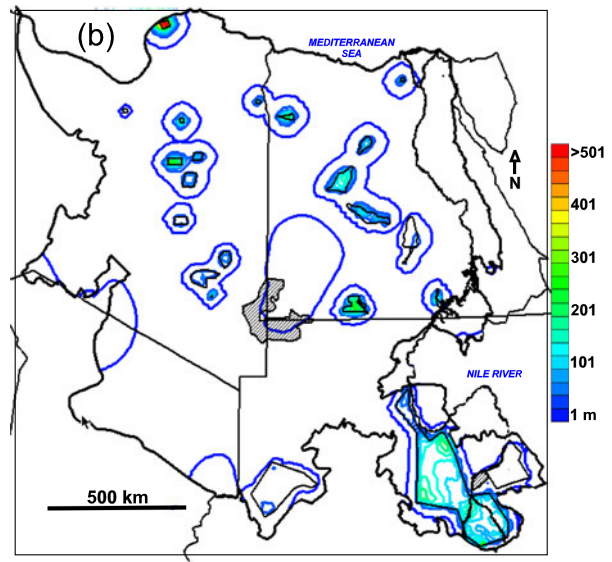 (b)
MEDITERRANEAN
SEA
N
>501
401
301
201
101
1 m
NILE RIVER
500 km